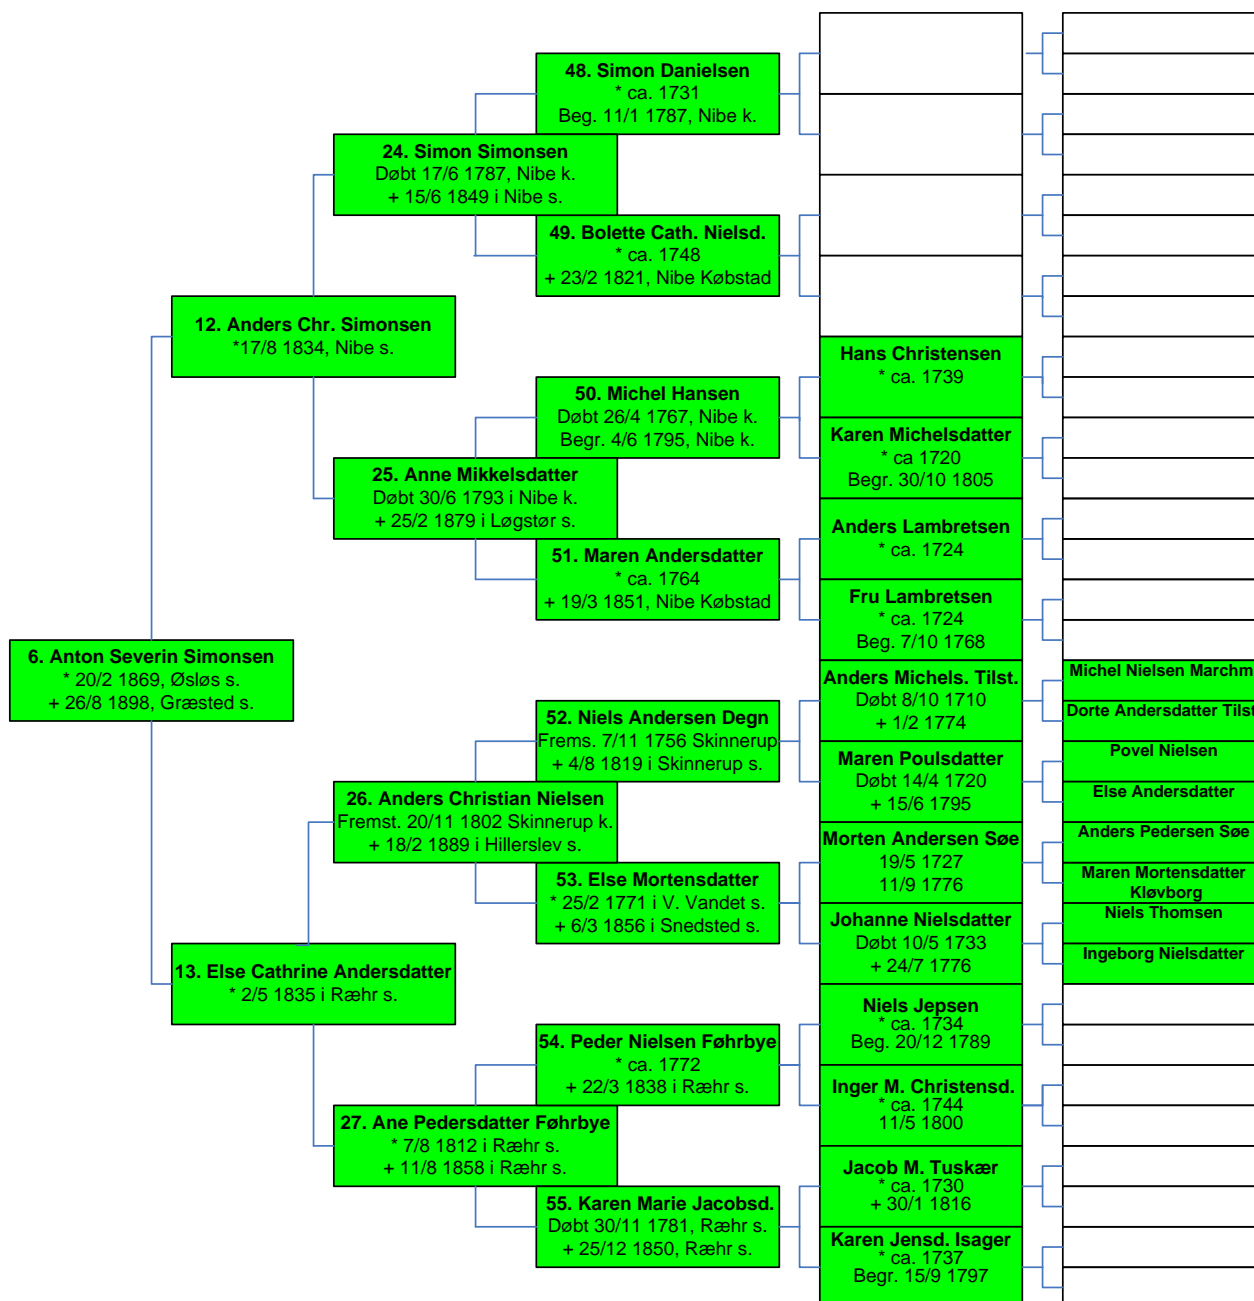 6. Anton Severin Simonsen
* 20/2 1869, Øsløs s.
+ 26/8 1898, Græsted s.
12. Anders Chr. Simonsen
*17/8 1834, Nibe s.
13. Else Cathrine Andersdatter
* 2/5 1835 i Ræhr s.
24. Simon Simonsen
Døbt 17/6 1787, Nibe k.
+ 15/6 1849 i Nibe s.
25. Anne Mikkelsdatter
Døbt 30/6 1793 i Nibe k.
+ 25/2 1879 i Løgstør s.
26. Anders Christian Nielsen
Fremst. 20/11 1802 Skinnerup k.
+ 18/2 1889 i Hillerslev s.
27. Ane Pedersdatter Føhrbye
* 7/8 1812 i Ræhr s.
+ 11/8 1858 i Ræhr s.
48. Simon Danielsen
* ca. 1731
Beg. 11/1 1787, Nibe k.
49. Bolette Cath. Nielsd.
* ca. 1748
+ 23/2 1821, Nibe Købstad
50. Michel Hansen
Døbt 26/4 1767, Nibe k.
Begr. 4/6 1795, Nibe k.
51. Maren Andersdatter
* ca. 1764
+ 19/3 1851, Nibe Købstad
52. Niels Andersen Degn
Frems. 7/11 1756 Skinnerup
+ 4/8 1819 i Skinnerup s.
53. Else Mortensdatter
* 25/2 1771 i V. Vandet s.
+ 6/3 1856 i Snedsted s.
54. Peder Nielsen Føhrbye
* ca. 1772
+ 22/3 1838 i Ræhr s.
55. Karen Marie Jacobsd.
Døbt 30/11 1781, Ræhr s.
+ 25/12 1850, Ræhr s.
Hans Christensen
* ca. 1739
Karen Michelsdatter
* ca 1720
Begr. 30/10 1805
Anders Lambretsen
* ca. 1724
Fru Lambretsen
* ca. 1724
Beg. 7/10 1768
Anders Michels. Tilst.
Døbt 8/10 1710
+ 1/2 1774
Maren Poulsdatter
Døbt 14/4 1720
+ 15/6 1795
Morten Andersen Søe
19/5 1727
11/9 1776
Johanne Nielsdatter
Døbt 10/5 1733
+ 24/7 1776
Niels Jepsen
* ca. 1734
Beg. 20/12 1789
Inger M. Christensd.
* ca. 1744
11/5 1800
Jacob M. Tuskær
* ca. 1730
+ 30/1 1816
Karen Jensd. Isager
* ca. 1737
Begr. 15/9 1797
Michel Nielsen Marchm
Dorte Andersdatter Tilst
Povel Nielsen
Else Andersdatter
Anders Pedersen Søe
Maren Mortensdatter
Kløvborg
Niels Thomsen
Ingeborg Nielsdatter